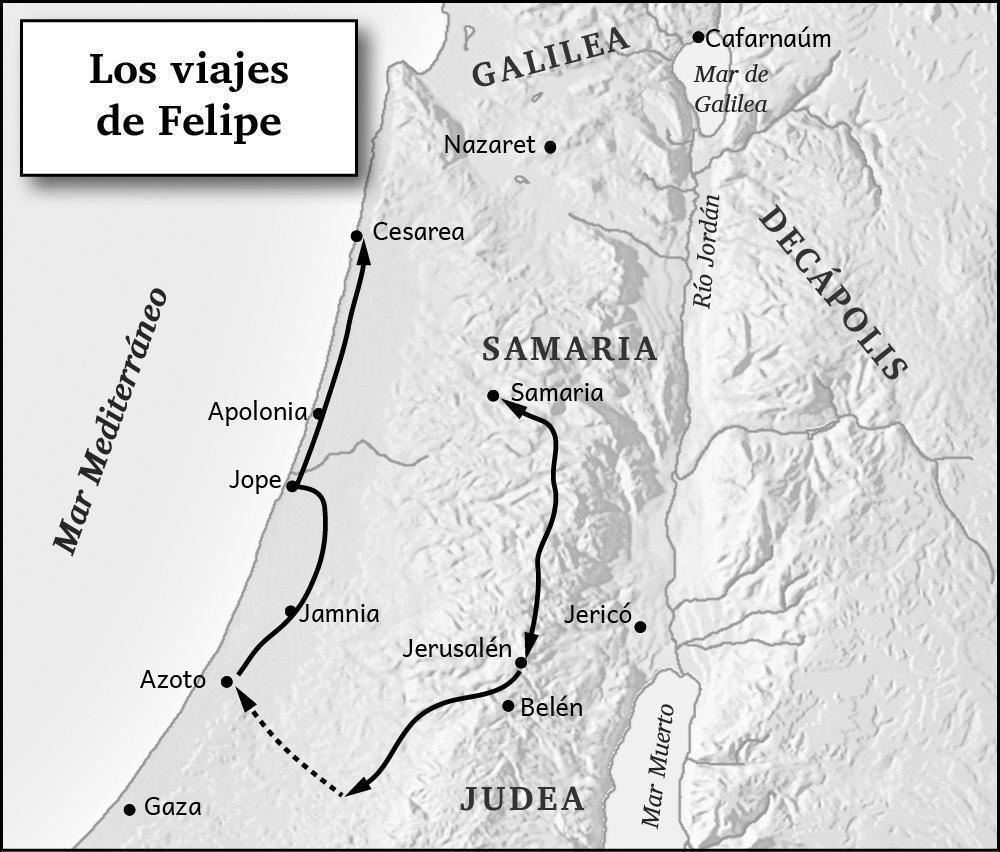 Los viajes
de Felipe
GALILEA
Cafarnaúm
Mar de
Galilea
Nazaret
Cesarea
Río Jordán
DECÁPOLIS
Mar Mediterráneo
SAMARIA
Samaria
Apolonia
Jope
Jamnia
Jericó
Jerusalén
Azoto
Belén
Mar Muerto
JUDEA
Gaza